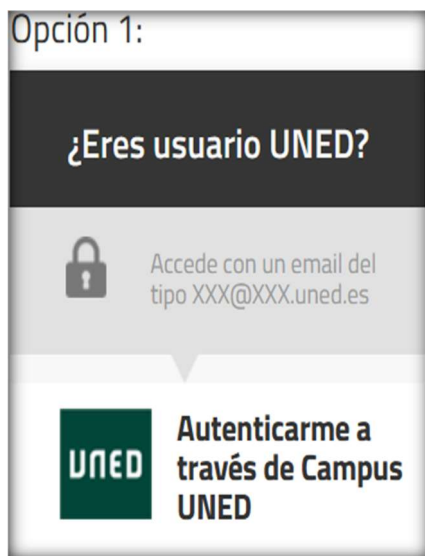 Opción 1:
¿Eres usuario UNED?
Accede con un email del
tipo XXX@XXX.uned.es
UNED
Autenticarme a
través de Campus
UNED